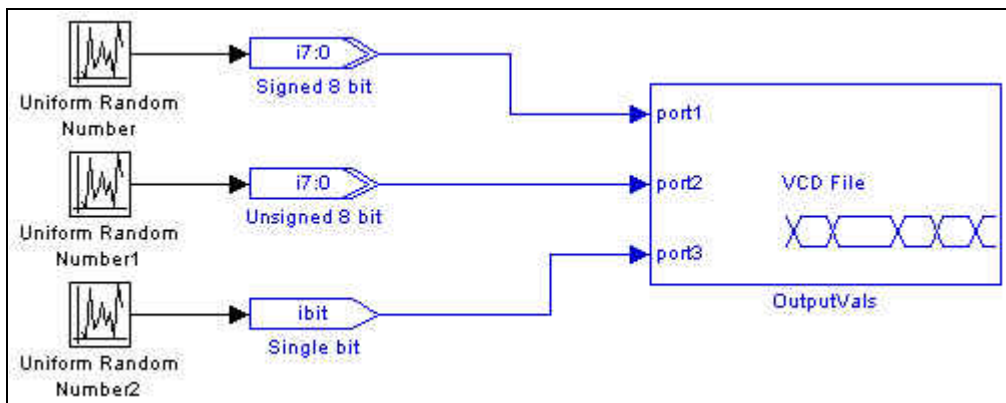 i7:0
Signed 8 bit
Uniform Random
Number
port1
i7:0
Unsigned 8 bit
Uniform Random
Number1
port2
VCD File
port3
OutputVals
ibit
Single bit
Uniform Random
Number2